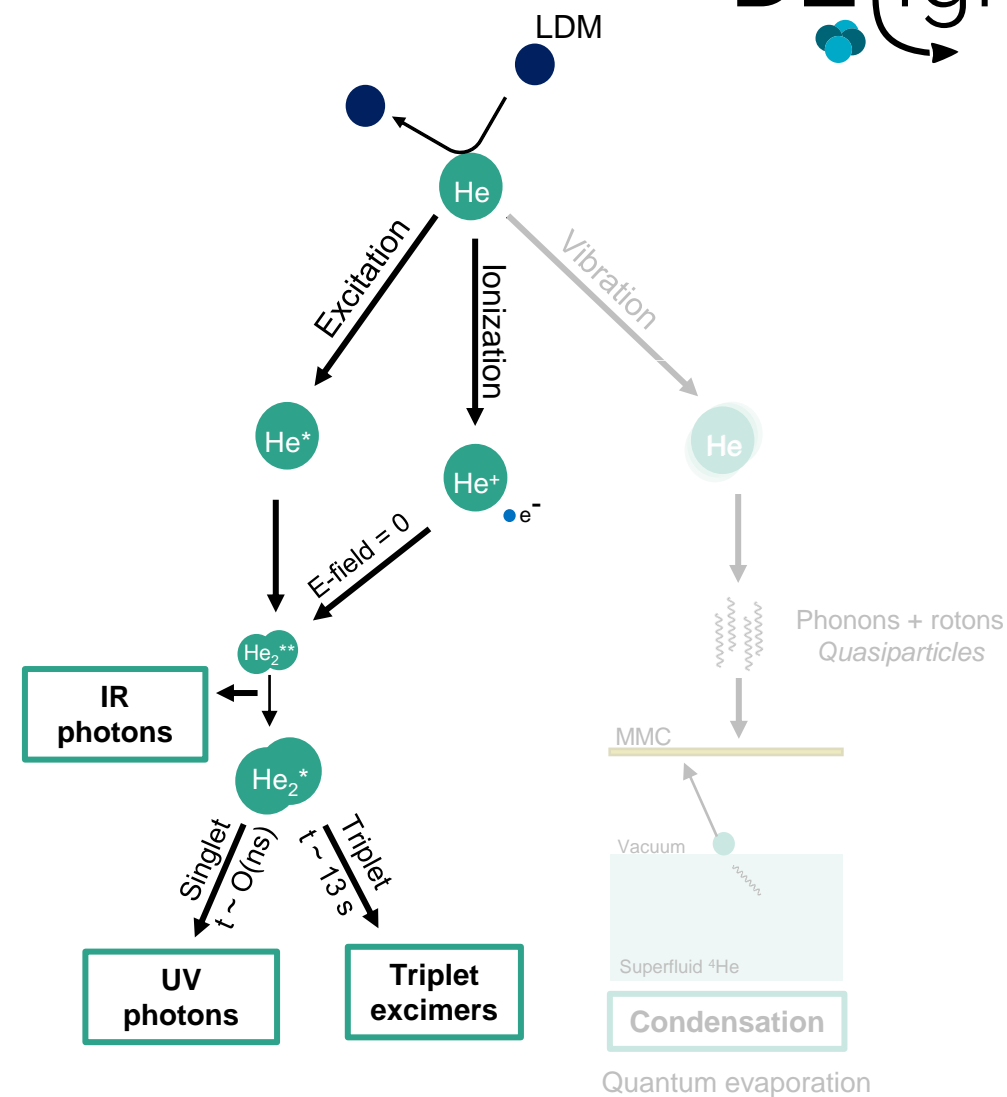 LDM
He
Excitation
Ionization
Vibration
He*
He⁺
e⁻
He
E-field = 0
He₂**
Phonons + rotons
Quasiparticles
IR
photons
MMC
He₂*
Singlet
t ~ O(ns)
Triplet
t ~ 13 s
Vacuum
Superfluid ⁴He
UV
photons
Triplet
excimers
Condensation
Quantum evaporation